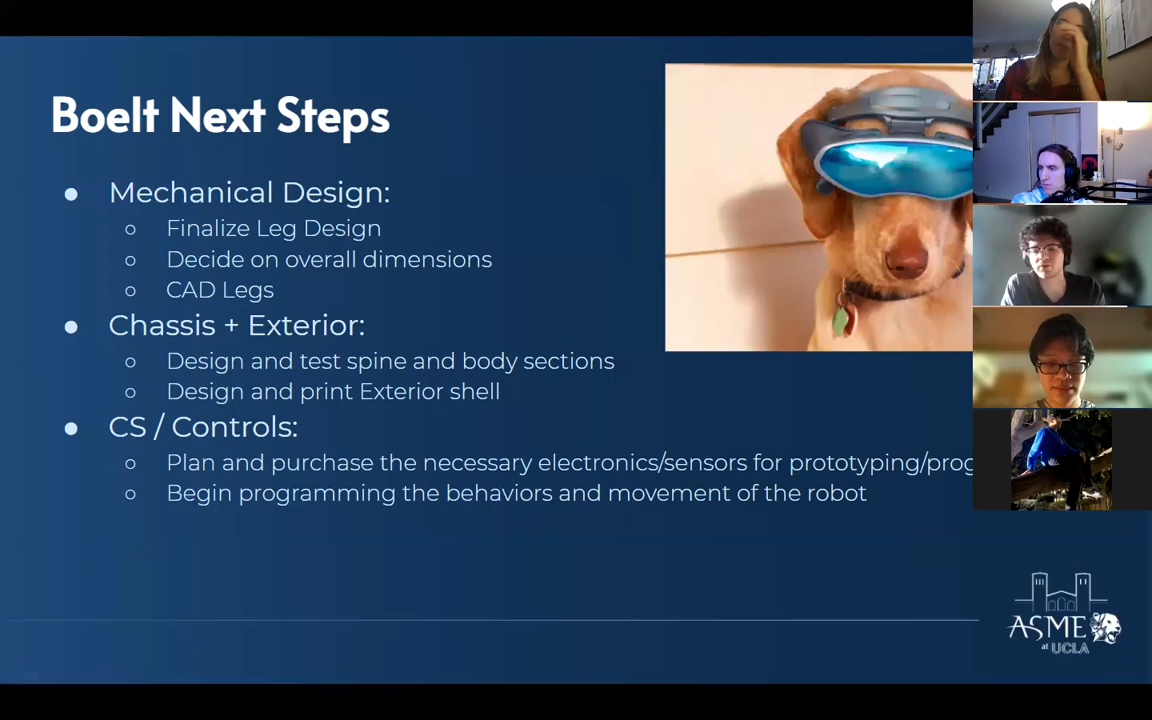 Boelt Next Steps
● Mechanical Design:
○ Finalize Leg Design
○ Decide on overall dimensions
○ CAD Legs
● Chassis + Exterior:
○ Design and test spine and body sections
○ Design and print Exterior shell
● CS / Controls:
○ Plan and purchase the necessary electronics/sensors for prototyping/prog
○ Begin programming the behaviors and movement of the robot
ASME
at UCLA